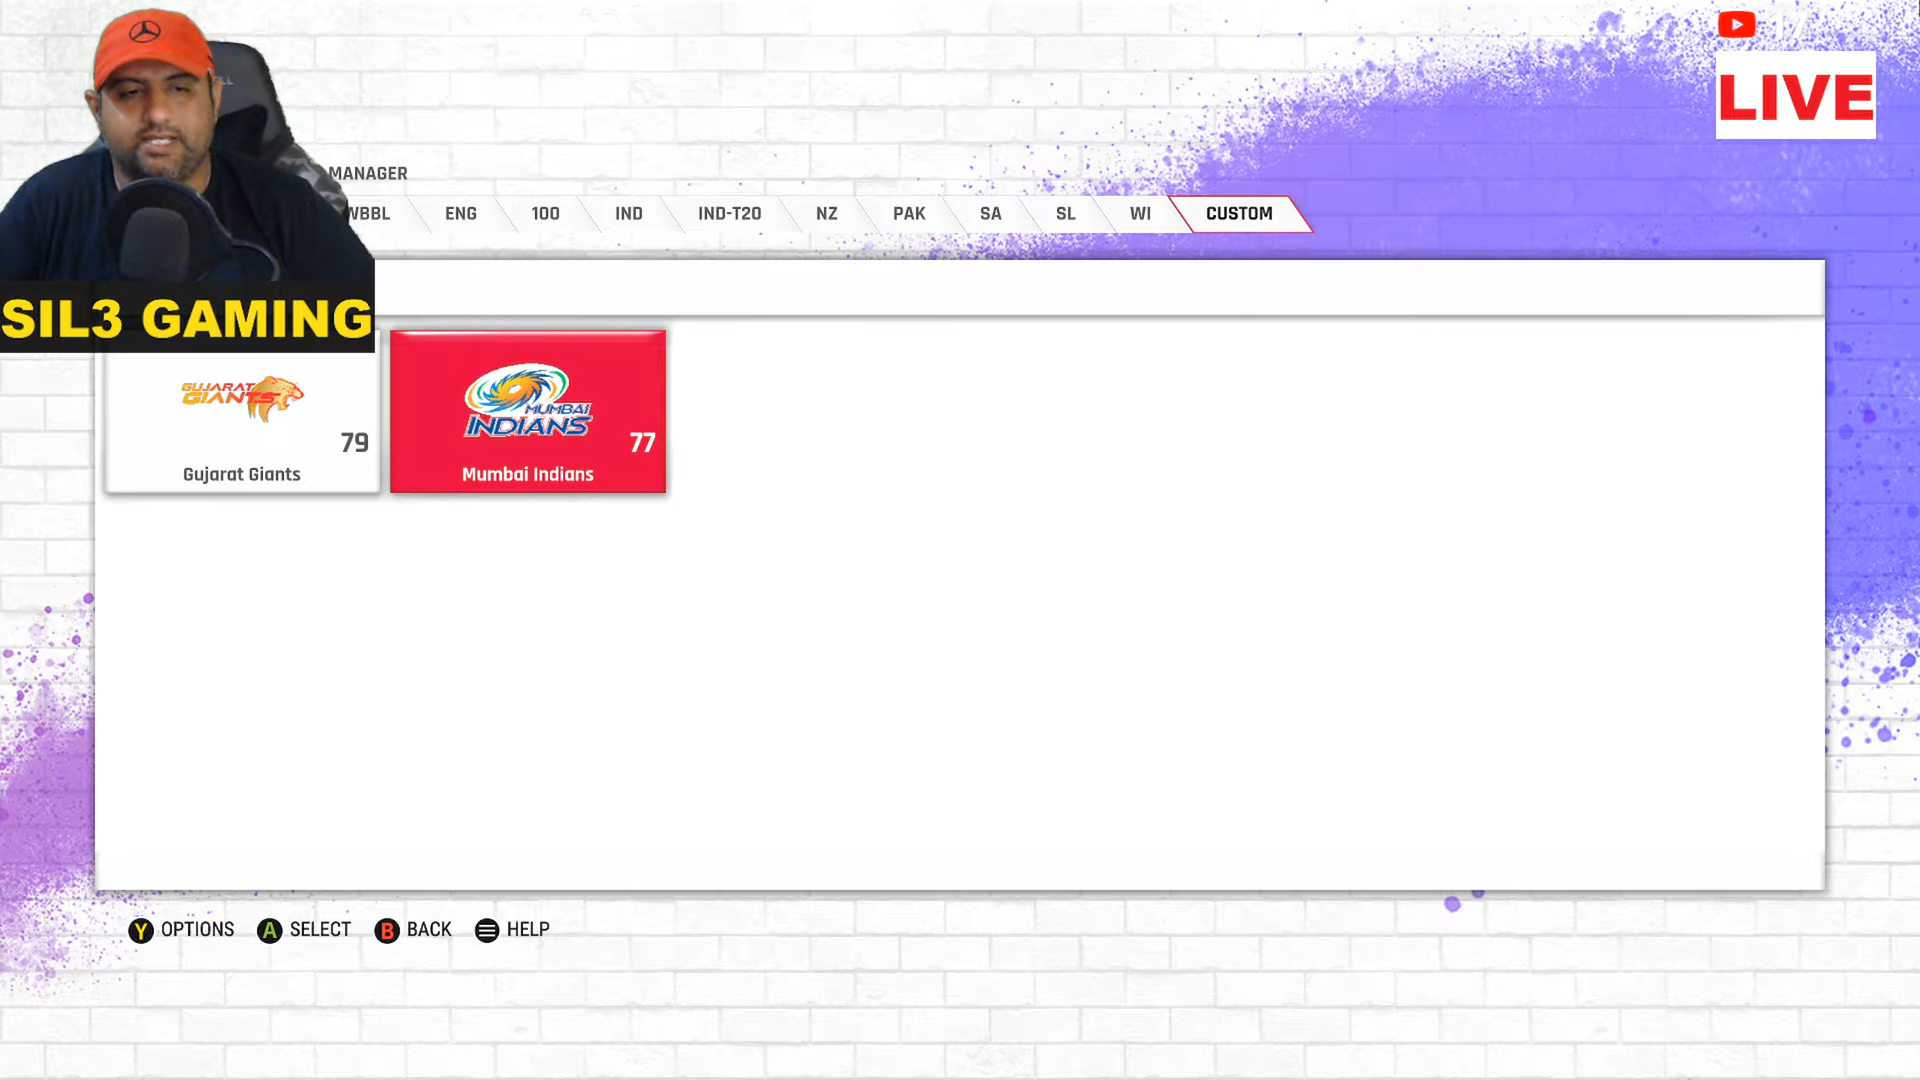 17
LIVE
MANAGER
WBBL ENG 100 IND IND-T20 NZ PAK SA SL WI CUSTOM
SIL3 GAMING
GUJARAT
GIANTS
79
Gujarat Giants
MUMBAI
INDIANS
77
Mumbai Indians
Y OPTIONS A SELECT B BACK HELP